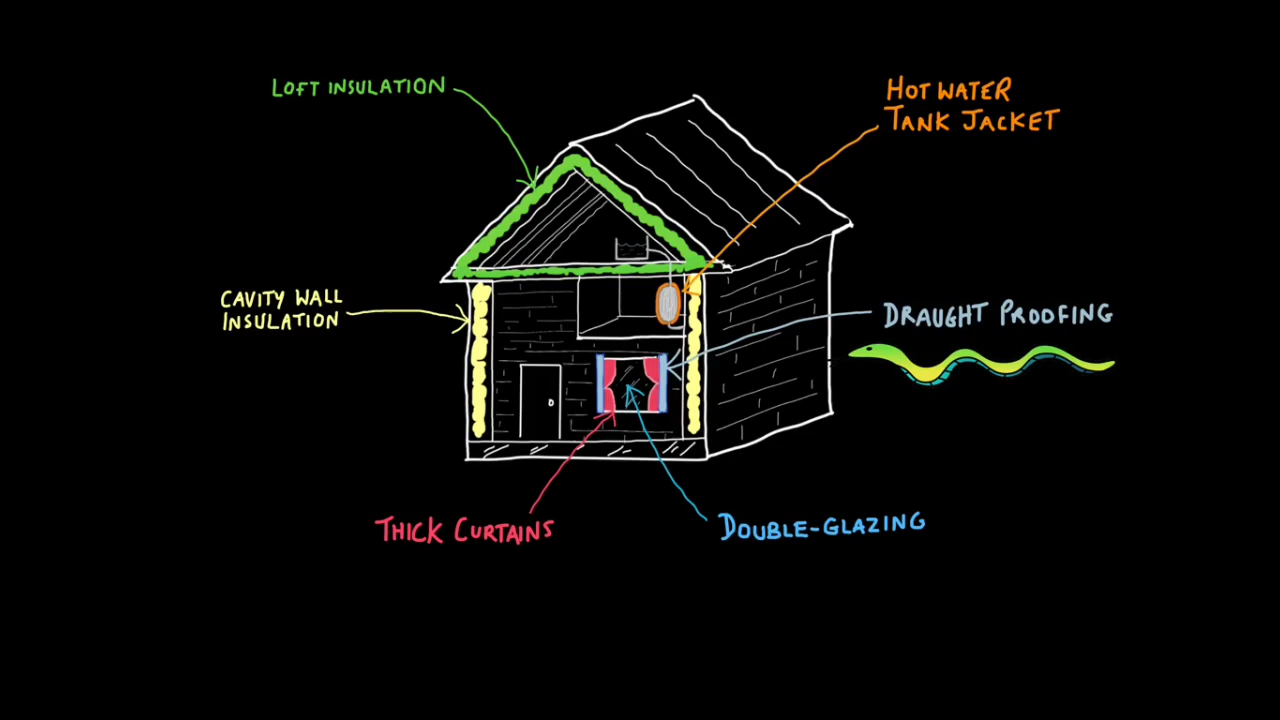 LOFT INSULATION
HOT WATER
TANK JACKET
CAVITY WALL
INSULATION
DRAUGHT PROOFING
THICK CURTAINS
DOUBLE-GLAZING